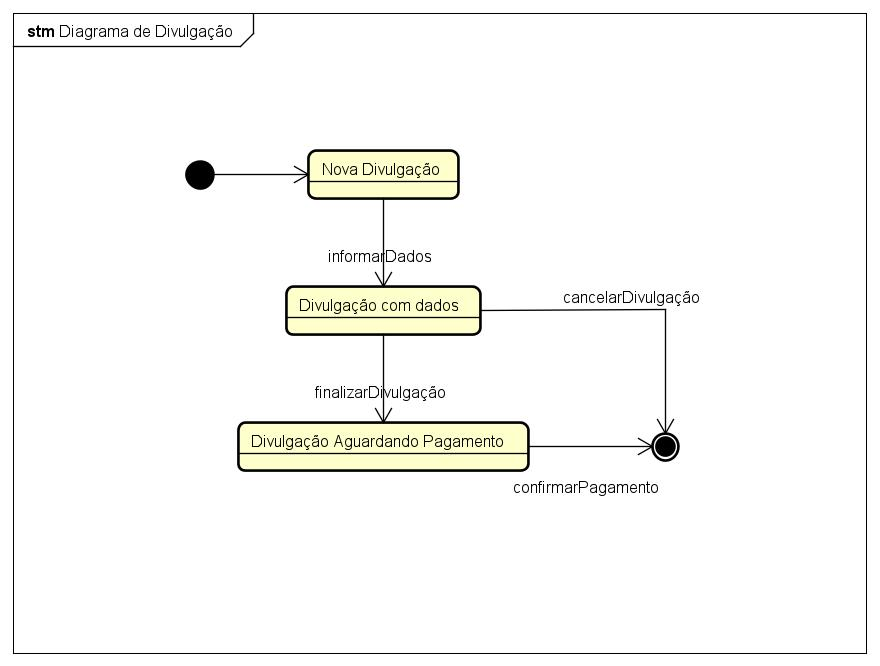 stm Diagrama de Divulgação
Nova Divulgação
informarDados
Divulgação com dados
cancelarDivulgação
finalizarDivulgação
Divulgação Aguardando Pagamento
confirmarPagamento